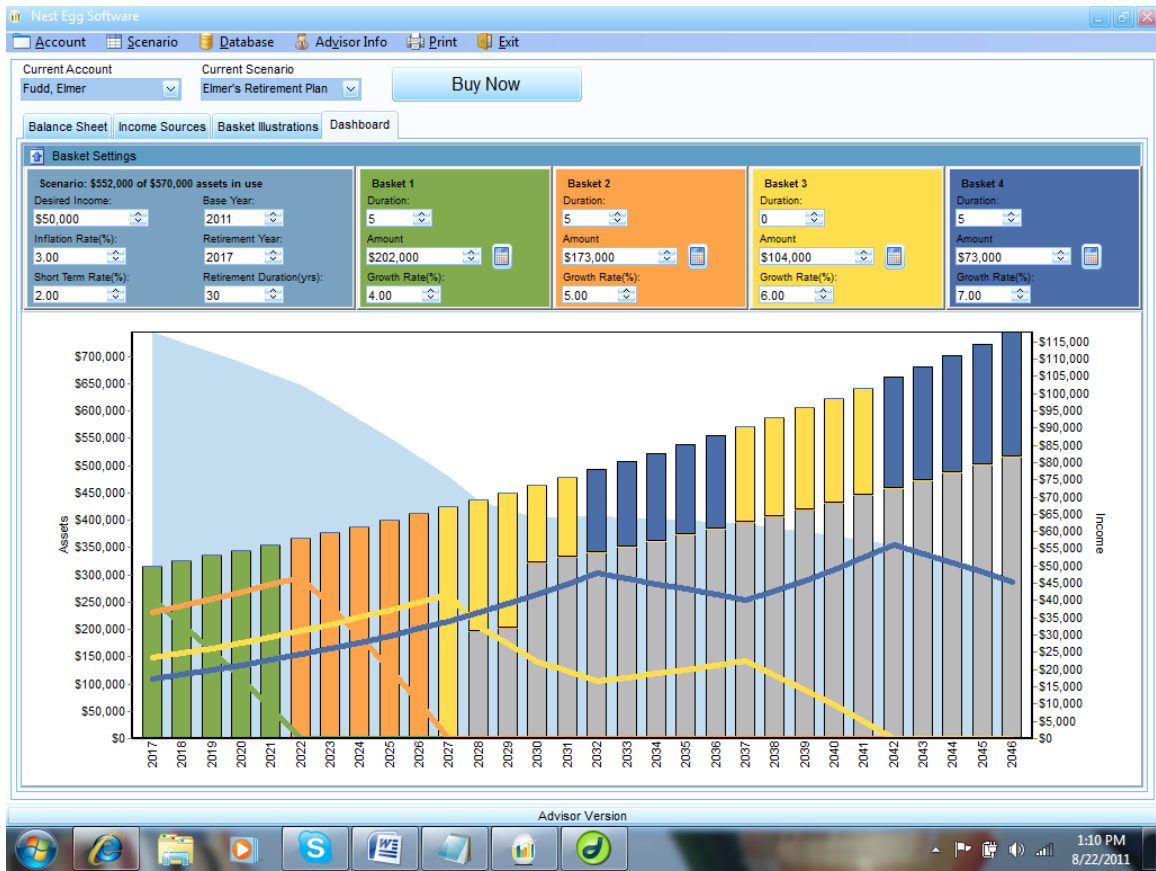 Nest Egg Software
Account Scenario Database Advisor Info Print Exit
Current Account Current Scenario
Fudd, Elmer Elmer's Retirement Plan Buy Now
Balance Sheet Income Sources Basket Illustrations Dashboard
Basket Settings
Scenario: $552,000 of $570,000 assets in use
Desired Income: Base Year:
$50,000 2011
Inflation Rate(%): Retirement Year:
3.00 2017
Short Term Rate(%): Retirement Duration(yrs):
2.00 30
Basket 1
Duration:
5
Amount
$202,000
Growth Rate(%):
4.00
Basket 2
Duration:
5
Amount
$173,000
Growth Rate(%):
5.00
Basket 3
Duration:
0
Amount
$104,000
Growth Rate(%):
6.00
Basket 4
Duration:
5
Amount
$73,000
Growth Rate(%):
7.00
Assets
$700,000
$650,000
$600,000
$550,000
$500,000
$450,000
$400,000
$350,000
$300,000
$250,000
$200,000
$150,000
$100,000
$50,000
$0
2017 2018 2019 2020 2021 2022 2023 2024 2025 2026 2027 2028 2029 2030 2031 2032 2033 2034 2035 2036 2037 2038 2039 2040 2041 2042 2043 2044 2045 2046
$115,000
$110,000
$105,000
$100,000
$95,000
$90,000
$85,000
$80,000
$75,000
$70,000
$65,000
$60,000
$55,000
$50,000
$45,000
$40,000
$35,000
$30,000
$25,000
$20,000
$15,000
$10,000
$5,000
$0
Income
Advisor Version
1:10 PM
8/22/2011